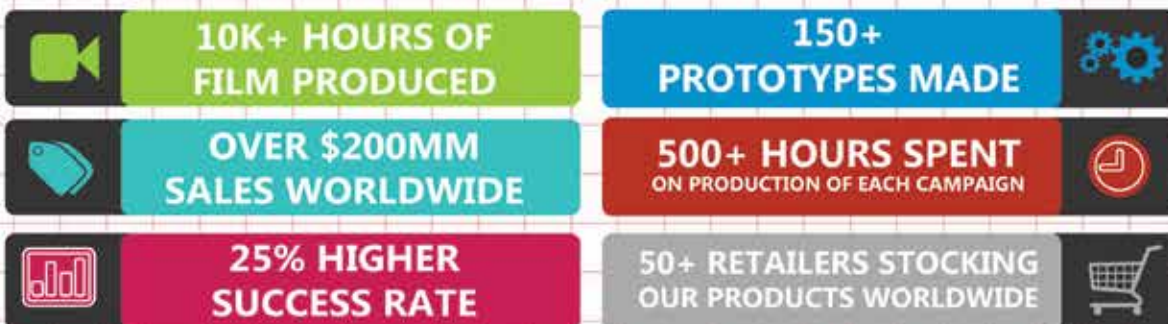 10K+ HOURS OF
FILM PRODUCED
150+
PROTOTYPES MADE
OVER $200MM
SALES WORLDWIDE
500+ HOURS SPENT
ON PRODUCTION OF EACH CAMPAIGN
25% HIGHER
SUCCESS RATE
50+ RETAILERS STOCKING
OUR PRODUCTS WORLDWIDE